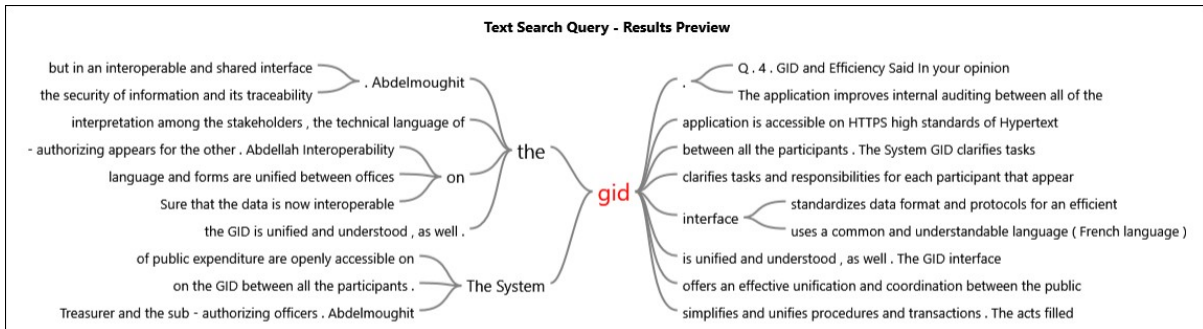 Text Search Query - Results Preview
but in an interoperable and shared interface
the security of information and its traceability
. Abdelmoughit
interpretation among the stakeholders , the technical language of
- authorizing appears for the other . Abdellah Interoperability
language and forms are unified between offices
Sure that the data is now interoperable
on
the GID is unified and understood , as well .
the
of public expenditure are openly accessible on
on the GID between all the participants .
Treasurer and the sub - authorizing officers . Abdelmoughit
The System
gid
.
Q . 4 . GID and Efficiency Said In your opinion
The application improves internal auditing between all of the
application is accessible on HTTPS high standards of Hypertext
between all the participants . The System GID clarifies tasks
clarifies tasks and responsibilities for each participant that appear
interface
standardizes data format and protocols for an efficient
uses a common and understandable language ( French language )
is unified and understood , as well . The GID interface
offers an effective unification and coordination between the public
simplifies and unifies procedures and transactions . The acts filled